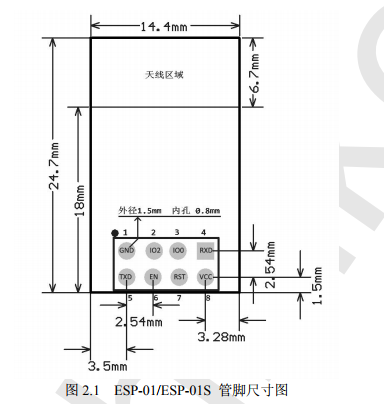 14.4mm
天线区域
6.7mm
24.7mm
18mm
外径1.5mm 内孔 0.8mm
1 2 3 4
GND IO2 IO0 RXD
TXD EN RST VCC
5 6 7 8
2.54mm
1.5mm
2.54mm
3.28mm
3.5mm
图 2.1 ESP-01/ESP-01S 管脚尺寸图